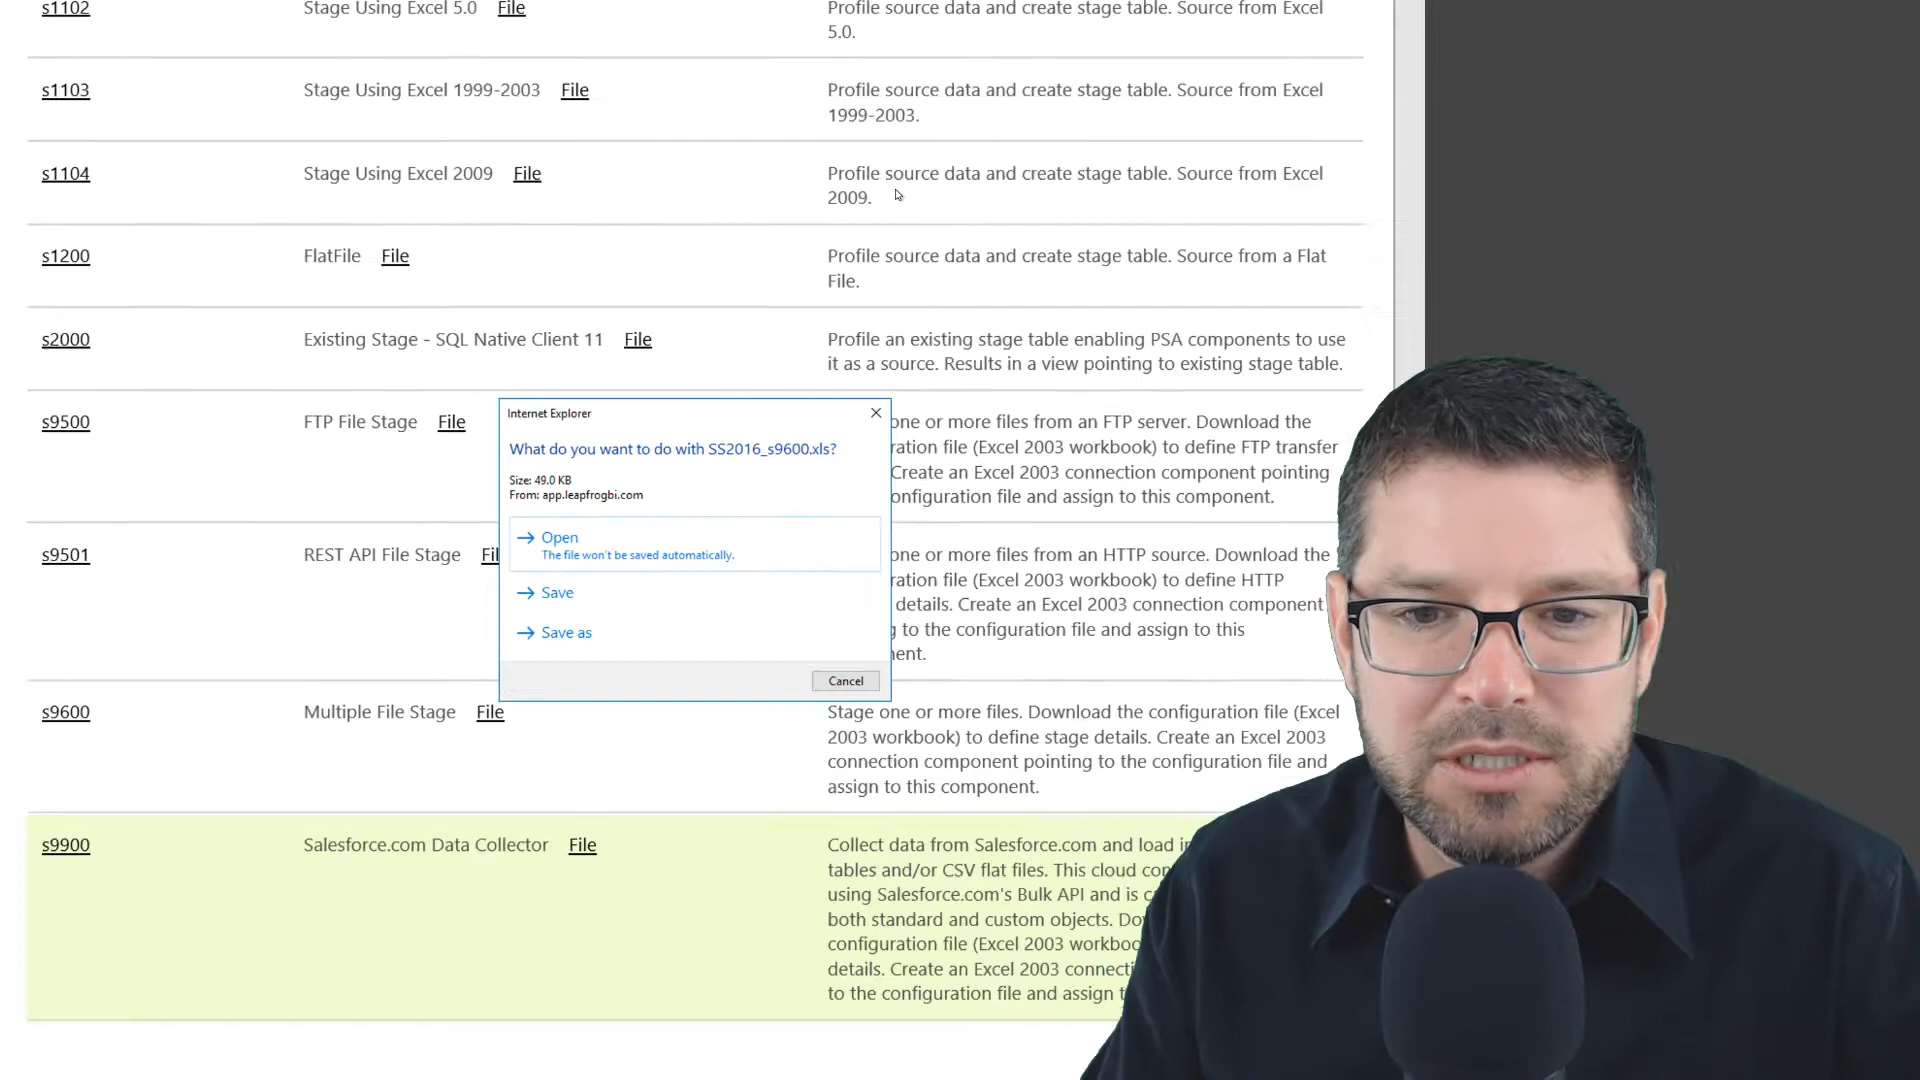 s1102 Stage Using Excel 5.0 File Profile source data and create stage table. Source from Excel
5.0.
s1103 Stage Using Excel 1999-2003 File Profile source data and create stage table. Source from Excel
1999-2003.
s1104 Stage Using Excel 2009 File Profile source data and create stage table. Source from Excel
2009.
s1200 FlatFile File Profile source data and create stage table. Source from a Flat
File.
s2000 Existing Stage - SQL Native Client 11 File Profile an existing stage table enabling PSA components to use
it as a source. Results in a view pointing to existing stage table.
s9500 FTP File Stage File one or more files from an FTP server. Download the
file (Excel 2003 workbook) to define FTP transfer
Create an Excel 2003 connection component pointing
configuration file and assign to this component.
s9501 REST API File Stage one or more files from an HTTP source. Download the
file (Excel 2003 workbook) to define HTTP
details. Create an Excel 2003 connection component
to the configuration file and assign to this
Internet Explorer
What do you want to do with SS2016_s9600.xls?
Size: 49.0 KB
From: app.leapfrogbi.com
Open
The file won't be saved automatically.
Save
Save as
Cancel
s9600 Multiple File Stage File Stage one or more files. Download the configuration file (Excel
2003 workbook) to define stage details. Create an Excel 2003
connection component pointing to the configuration file and
assign to this component.
s9900 Salesforce.com Data Collector File Collect data from Salesforce.com and load
tables and/or CSV flat files. This cloud
using Salesforce.com's Bulk API and is
both standard and custom objects.
configuration file (Excel 2003
details. Create an Excel 2003
to the configuration file and assign